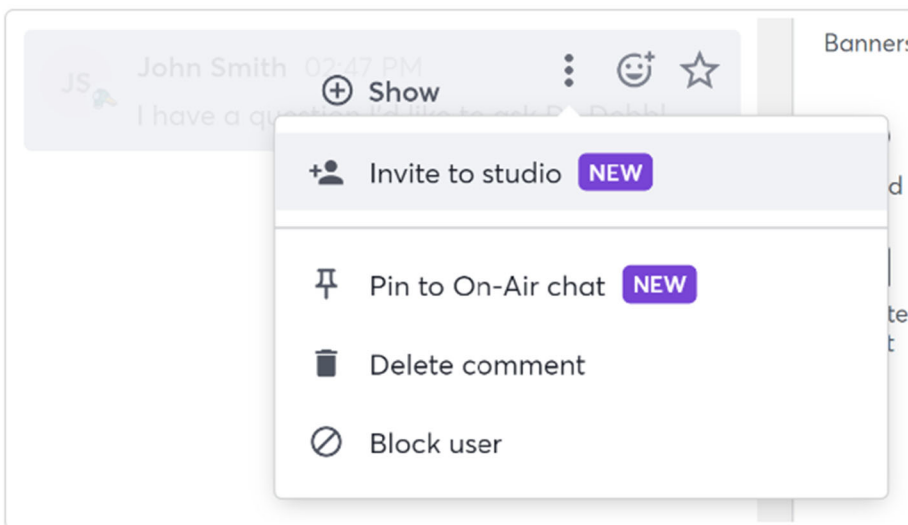 Banners
JS
John Smith 02:47 PM
Show
I have a question I'd like to ask
Invite to studio NEW
d
Pin to On-Air chat NEW
te
t
Delete comment
Block user